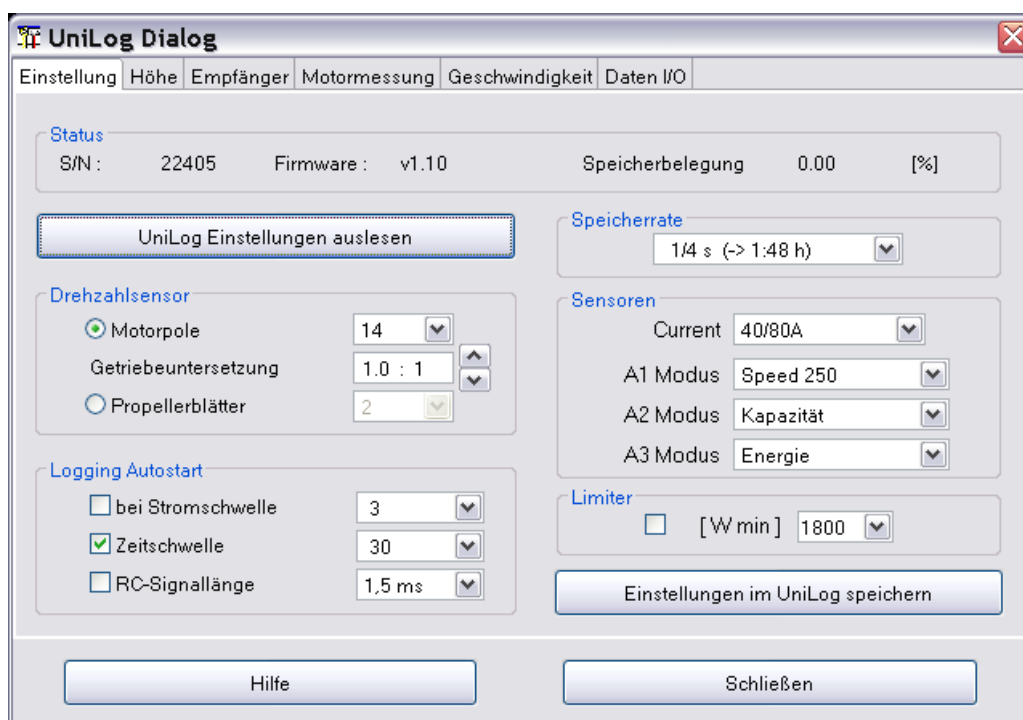 UniLog Dialog
Einstellung Höhe Empfänger Motormessung Geschwindigkeit Daten I/O
Status
S/N : 22405 Firmware : v1.10 Speicherbelegung 0.00 [%]
UniLog Einstellungen auslesen
Speicherrate
1/4 s (-> 1:48 h)
Drehzahlsensor
Motorpole 14
Getriebeuntersetzung 1.0 : 1
Propellerblätter 2
Sensoren
Current 40/80A
A1 Modus Speed 250
A2 Modus Kapazität
A3 Modus Energie
Logging Autostart
bei Stromschwelle 3
Zeitschwelle 30
RC-Signallänge 1,5 ms
Limiter
[ W min ] 1800
Einstellungen im UniLog speichern
Hilfe Schließen